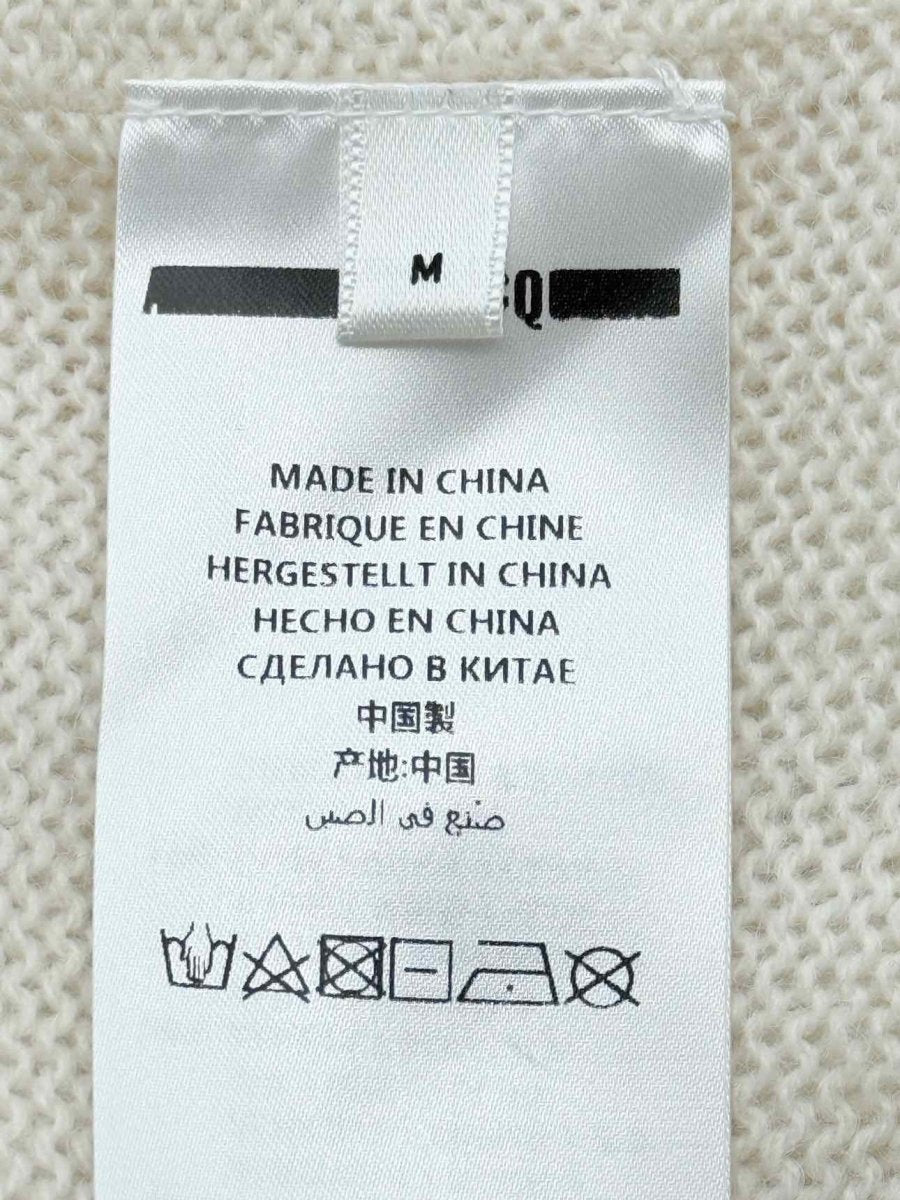 M
Q
MADE IN CHINA
FABRIQUE EN CHINE
HERGESTELLT IN CHINA
HECHO EN CHINA
СДЕЛАНО В КИТАЕ
中国製
产地:中国
صنع في الصس